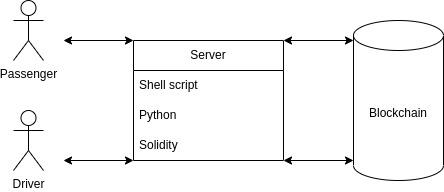 Passenger
Server
Shell script
Python
Solidity
Blockchain
Driver